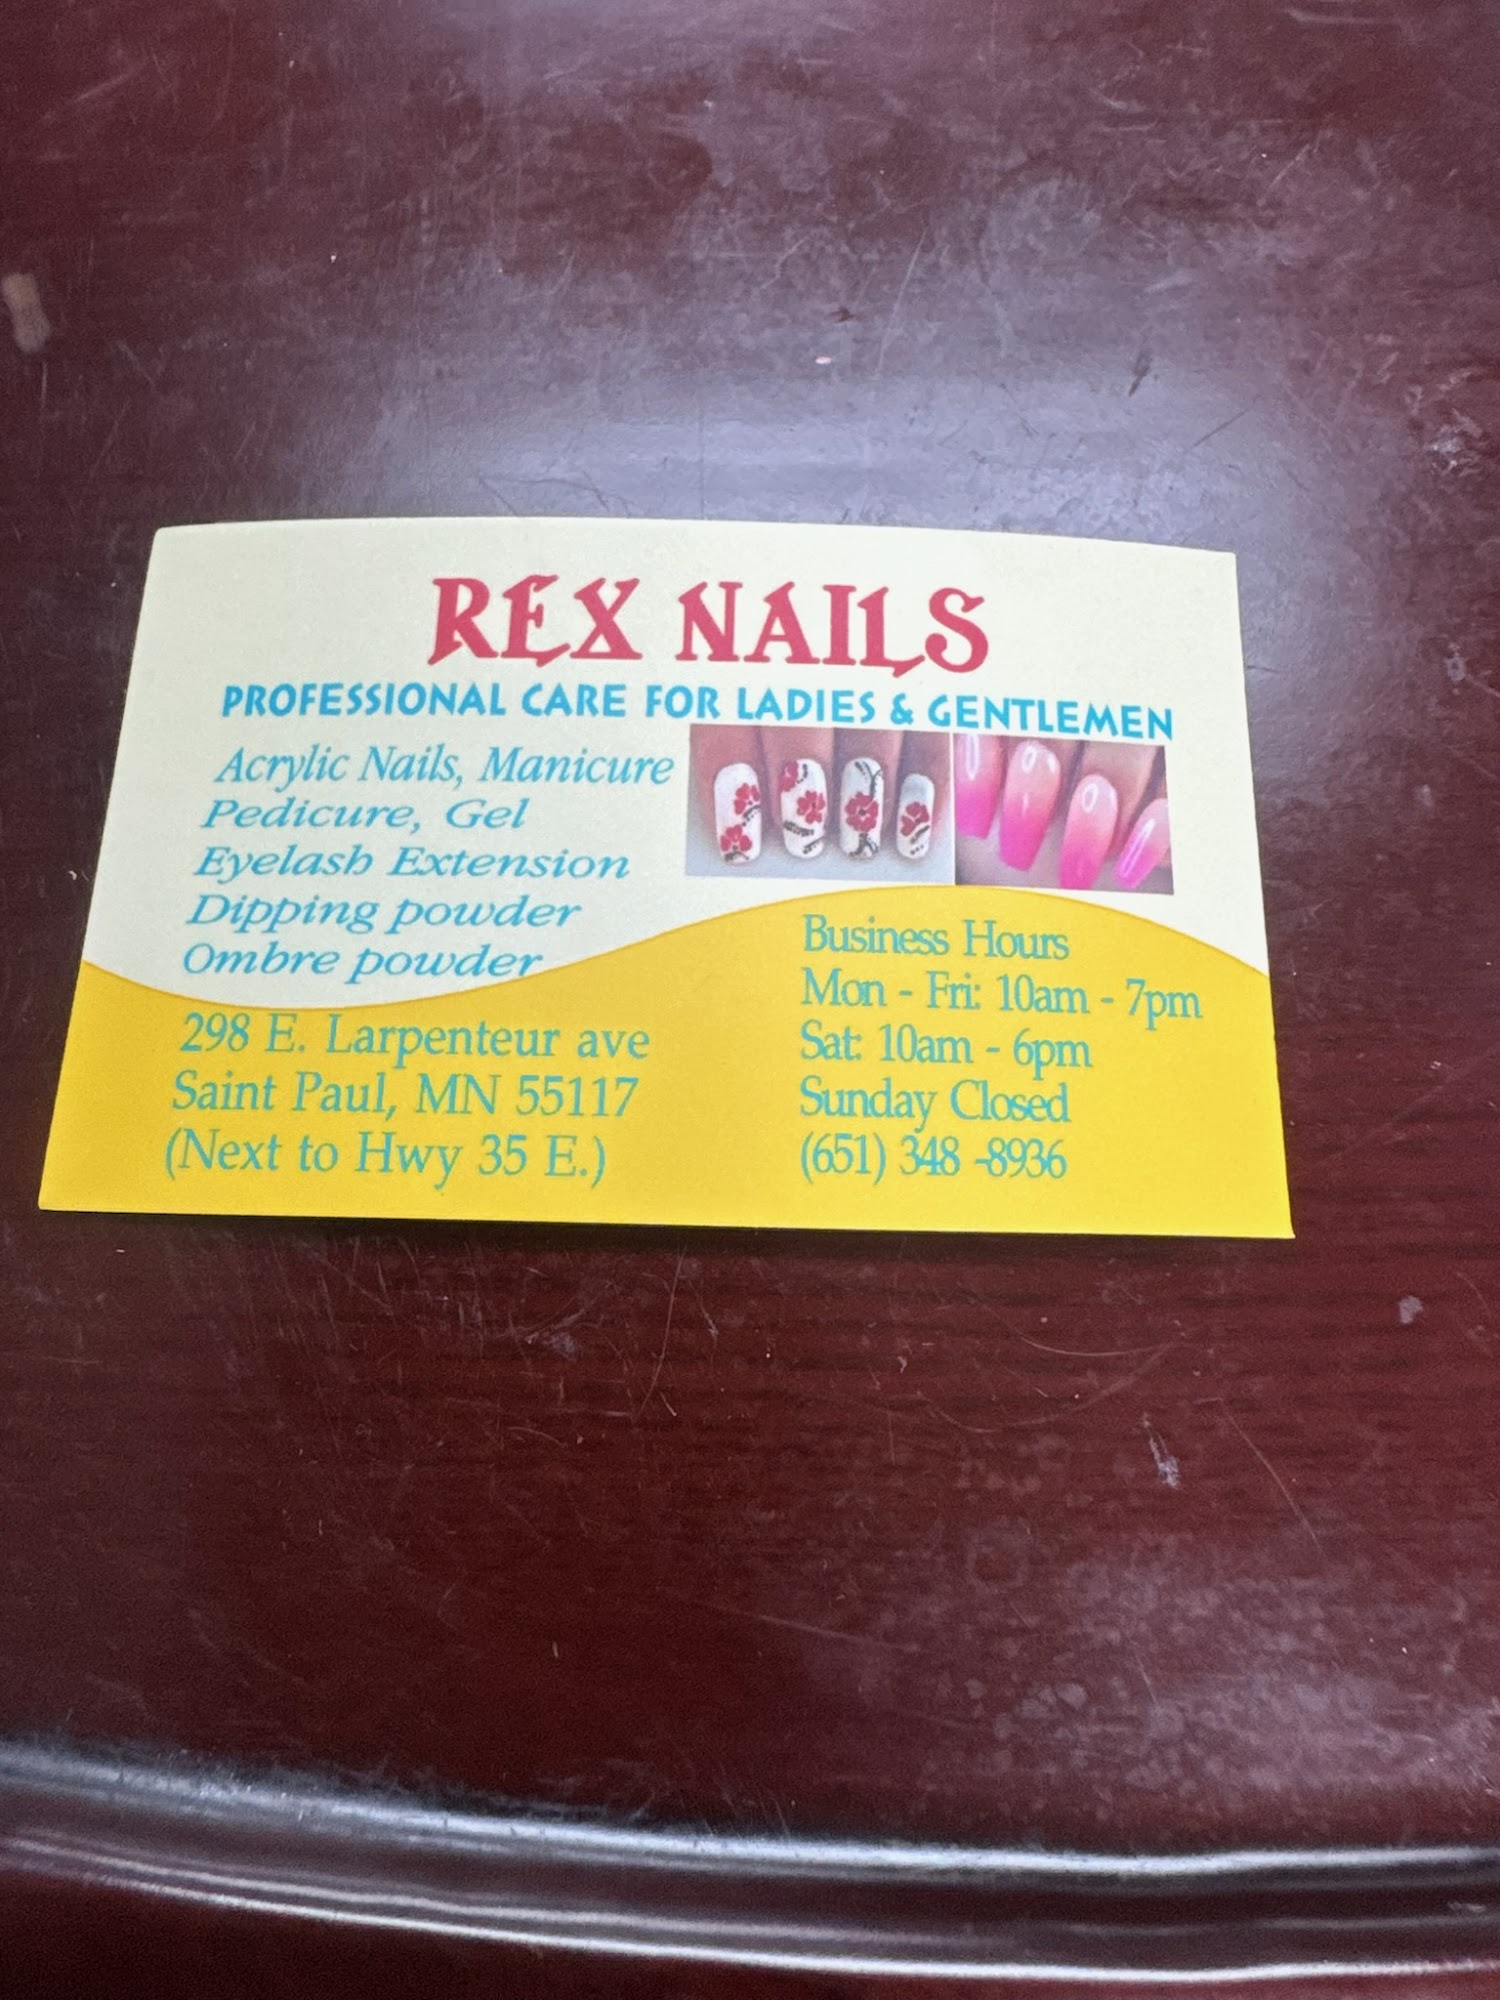 REX NAILS
PROFESSIONAL CARE FOR LADIES & GENTLEMEN
Acrylic Nails, Manicure
Pedicure, Gel
Eyelash Extension
Dipping powder
Ombre powder
298 E. Larpenteur ave
Saint Paul, MN 55117
(Next to Hwy 35 E.)
Business Hours
Mon - Fri: 10am - 7pm
Sat: 10am - 6pm
Sunday Closed
(651) 348 -8936